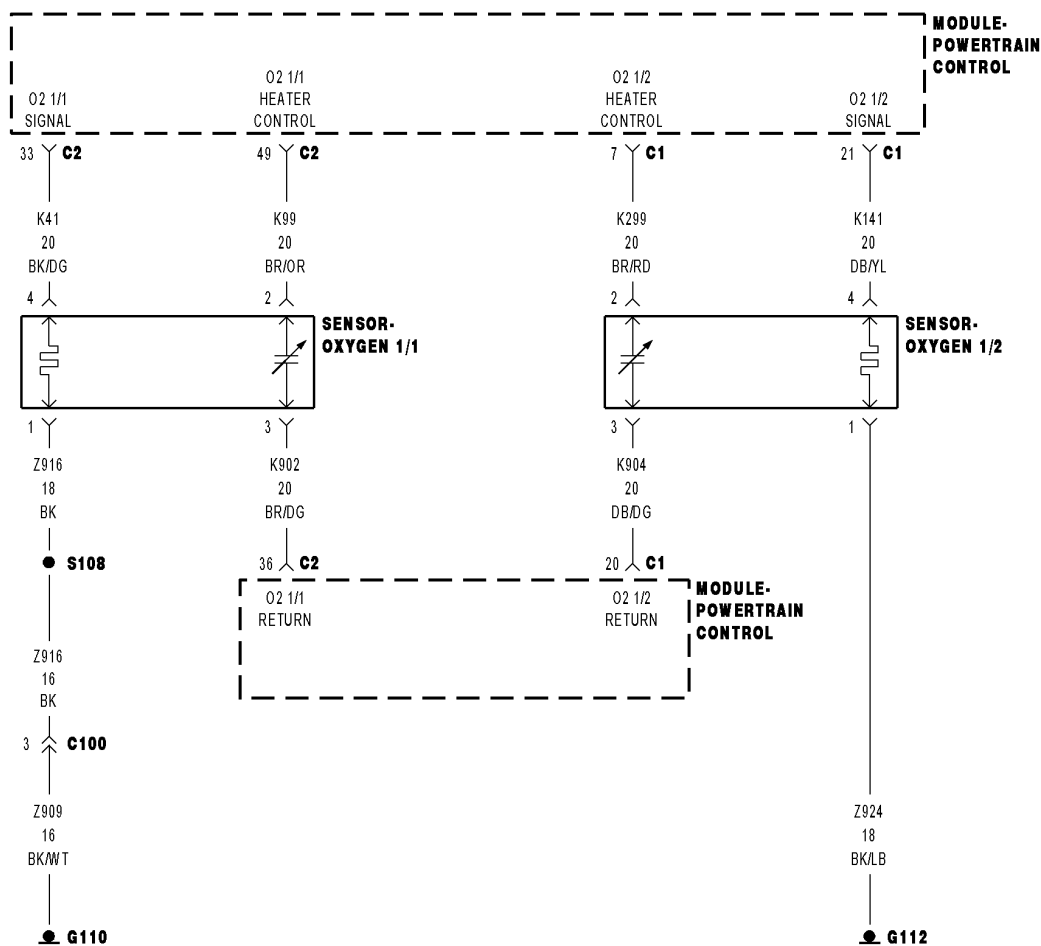 MODULE-
POWERTRAIN
CONTROL
O2 1/1
SIGNAL
O2 1/1
HEATER
CONTROL
O2 1/2
HEATER
CONTROL
O2 1/2
SIGNAL
33 C2
49 C2
7 C1
21 C1
K41
20
BK/DG
K99
20
BR/OR
K299
20
BR/RD
K141
20
DB/YL
4
2
2
4
SENSOR-
OXYGEN 1/1
SENSOR-
OXYGEN 1/2
1
3
3
1
Z916
18
BK
K902
20
BR/DG
K904
20
DB/DG
S108
36 C2
20 C1
O2 1/1
RETURN
O2 1/2
RETURN
MODULE-
POWERTRAIN
CONTROL
Z916
16
BK
3 C100
Z909
16
BK/WT
Z924
18
BK/LB
G110
G112